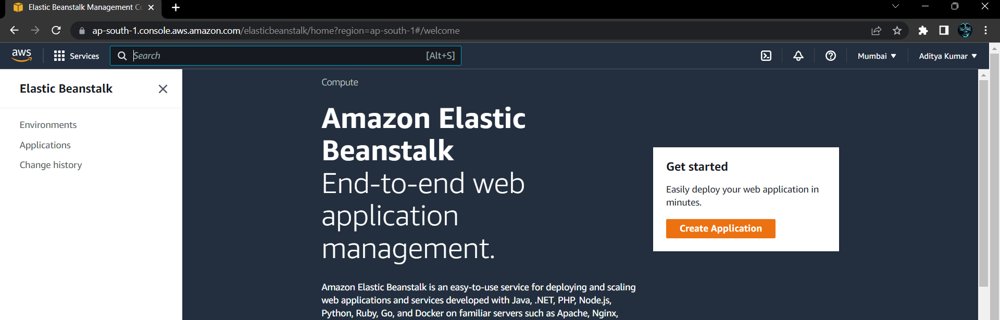 Elastic Beanstalk Management Co
ap-south-1.console.aws.amazon.com/elasticbeanstalk/home?region=ap-south-1#/welcome
aws
Services
Search
[Alt+S]
Mumbai
Aditya Kumar
Elastic Beanstalk
Environments
Applications
Change history
Compute
Amazon Elastic
Beanstalk
End-to-end web
application
management.
Amazon Elastic Beanstalk is an easy-to-use service for deploying and scaling
web applications and services developed with Java, .NET, PHP, Node.js,
Python, Ruby, Go, and Docker on familiar servers such as Apache, Nginx,
Get started
Easily deploy your web application in
minutes.
Create Application